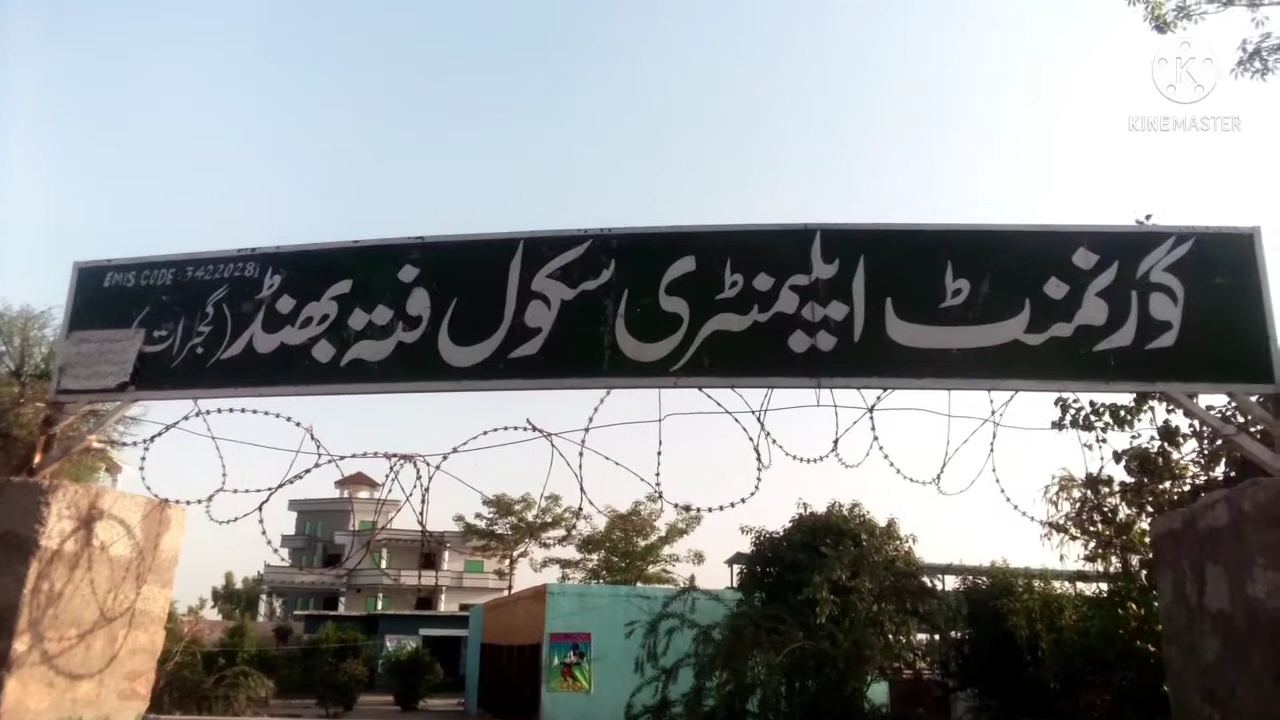 گورنمنٹ ایلیمنٹری سکول فتہ بھنڈ (گجرات)
EMIS CODE : 34220281
KINEMASTER